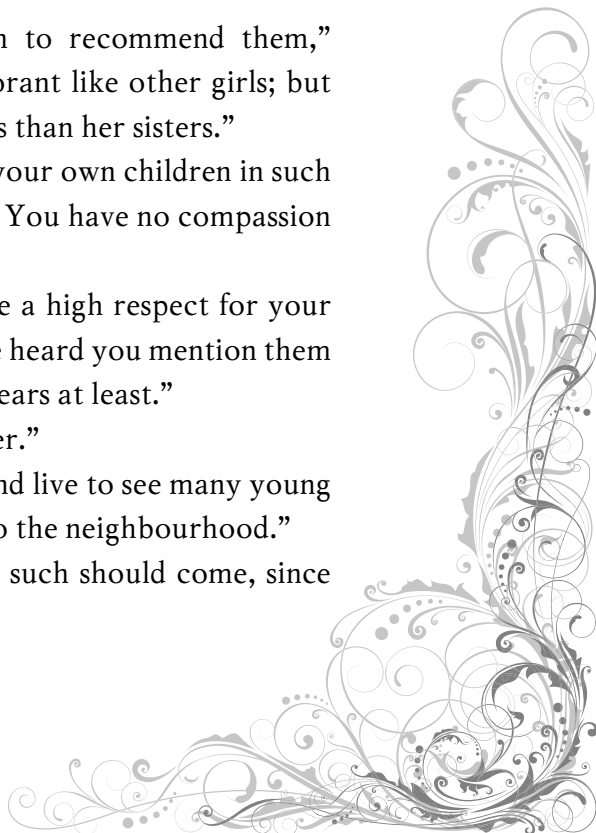 n to recommend them,”
orant like other girls; but
s than her sisters.”
your own children in such
You have no compassion
e a high respect for your
e heard you mention them
ears at least.”
er.”
nd live to see many young
o the neighbourhood.”
such should come, since